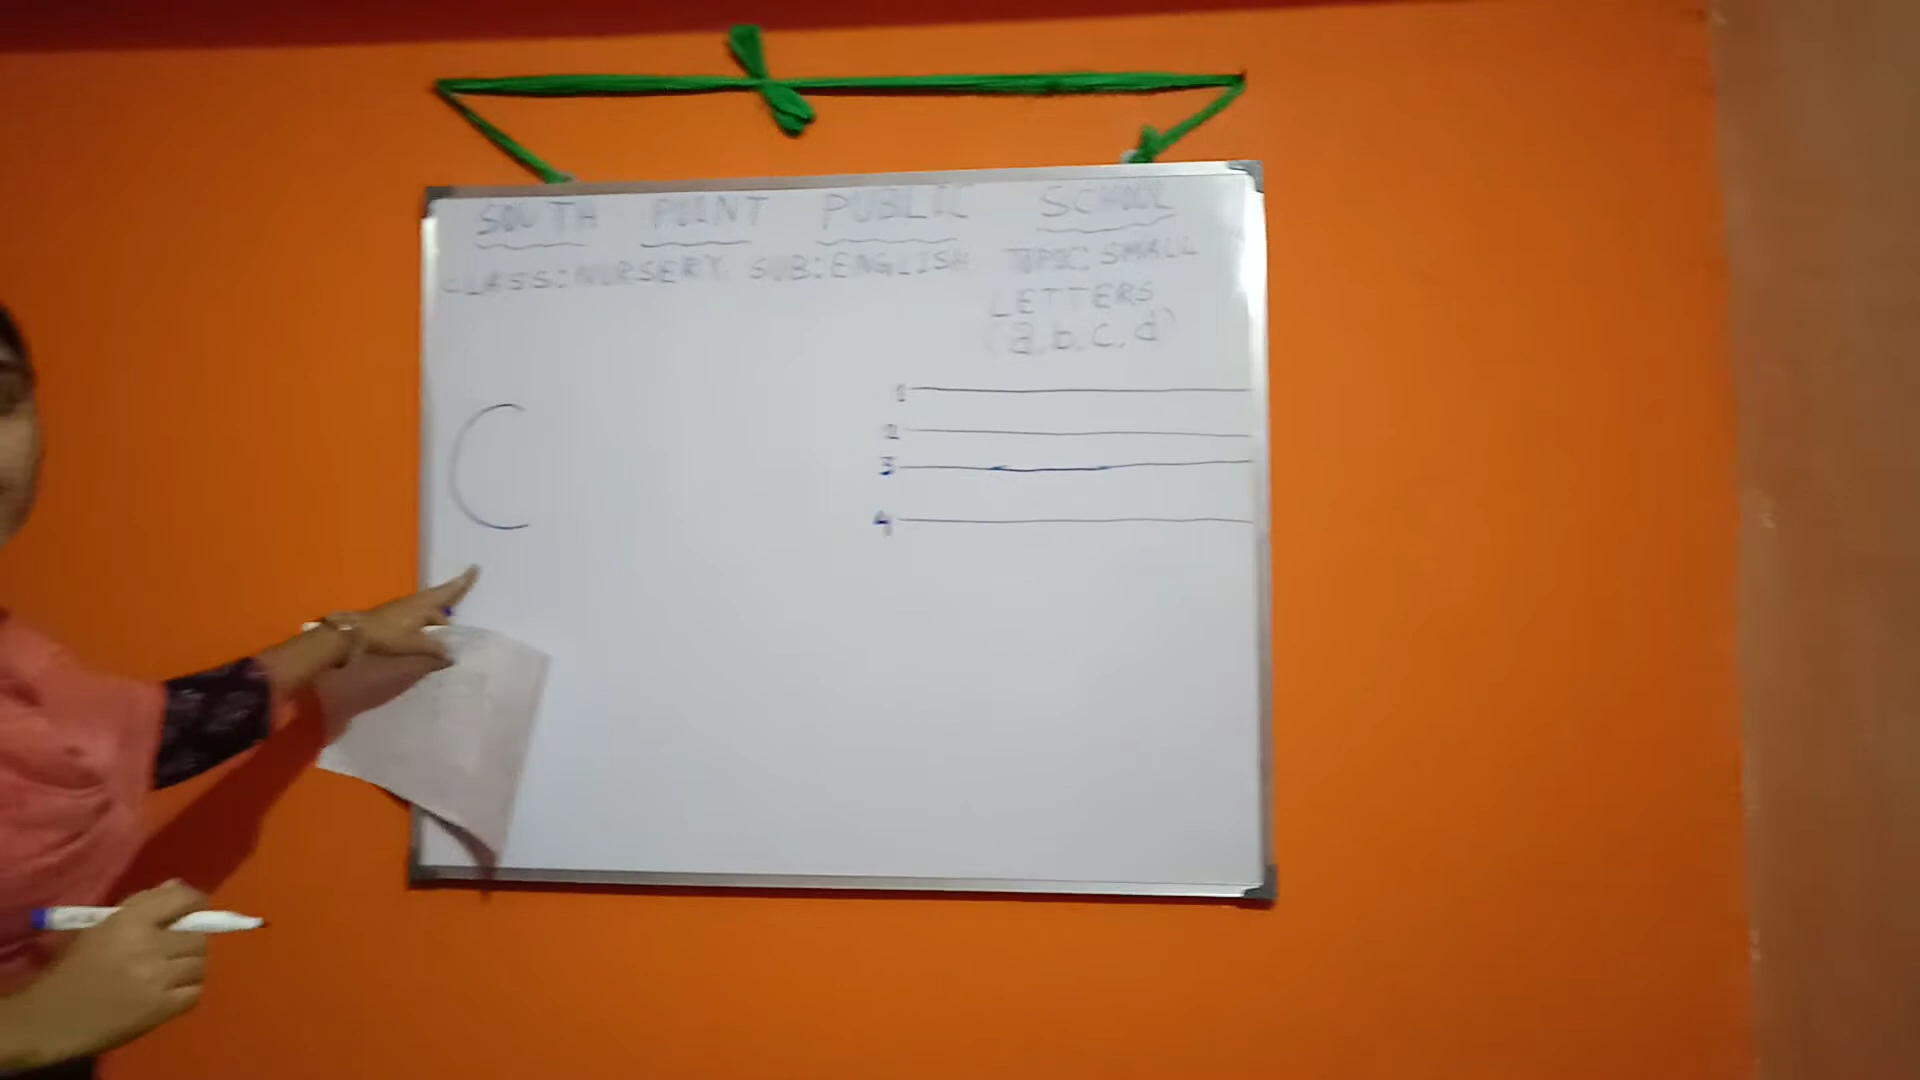 SOUTH POINT PUBLIC SCHOOL
CLASS: NURSERY SUB: ENGLISH TOPIC: SMALL
LETTERS
(a, b, c, d)
1
2
3
4
C